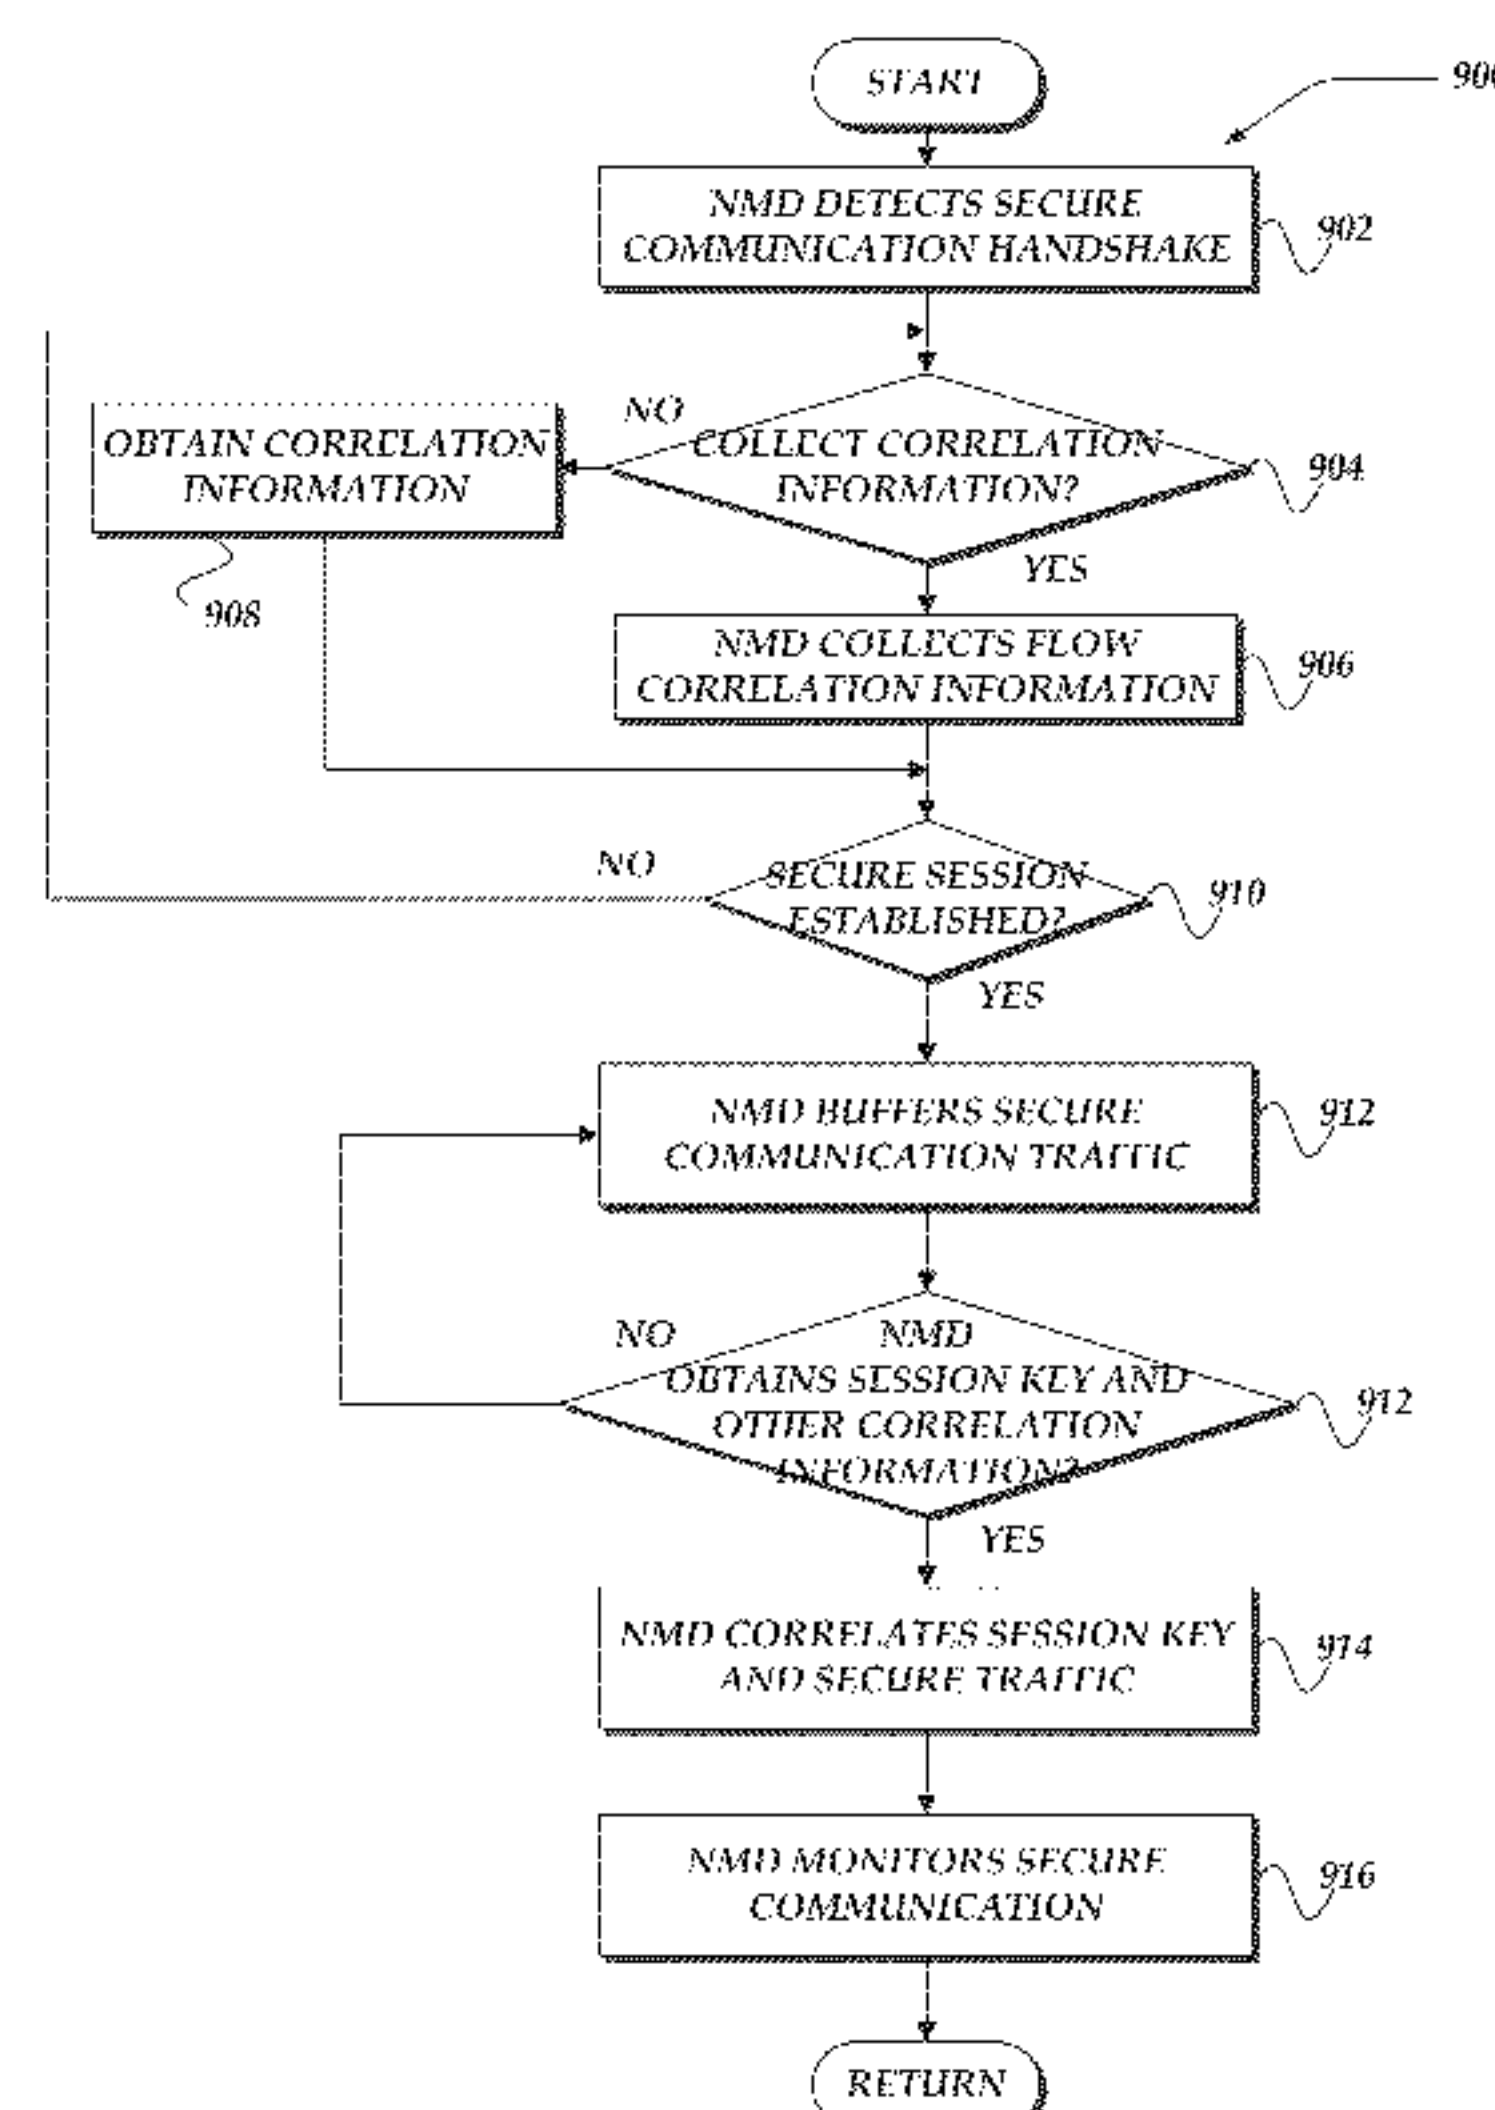 START
900
NMD DETECTS SECURE
COMMUNICATION HANDSHAKE
902
NO
COLLECT CORRELATION
INFORMATION?
904
OBTAIN CORRELATION
INFORMATION
908
YES
NMD COLLECTS FLOW
CORRELATION INFORMATION
906
NO
SECURE SESSION
ESTABLISHED?
910
YES
NMD BUFFERS SECURE
COMMUNICATION TRAFFIC
912
NO
NMD
OBTAINS SESSION KEY AND
OTHER CORRELATION
INFORMATION?
912
YES
NMD CORRELATES SESSION KEY
AND SECURE TRAFFIC
914
NMD MONITORS SECURE
COMMUNICATION
916
RETURN